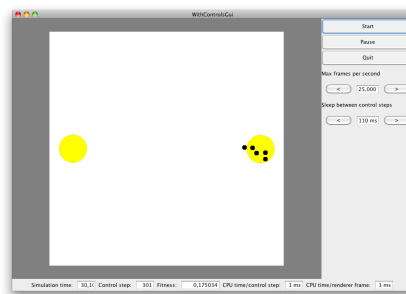 WithControlsGui
Start
Pause
Quit
Max frames per second
< 25,000 >
Sleep between control steps
< 110 ms >
Simulation time: 30,1 Control step: 301 Fitness: 0,175034 CPU time/control step: 1 ms CPU time/renderer frame: 3 ms